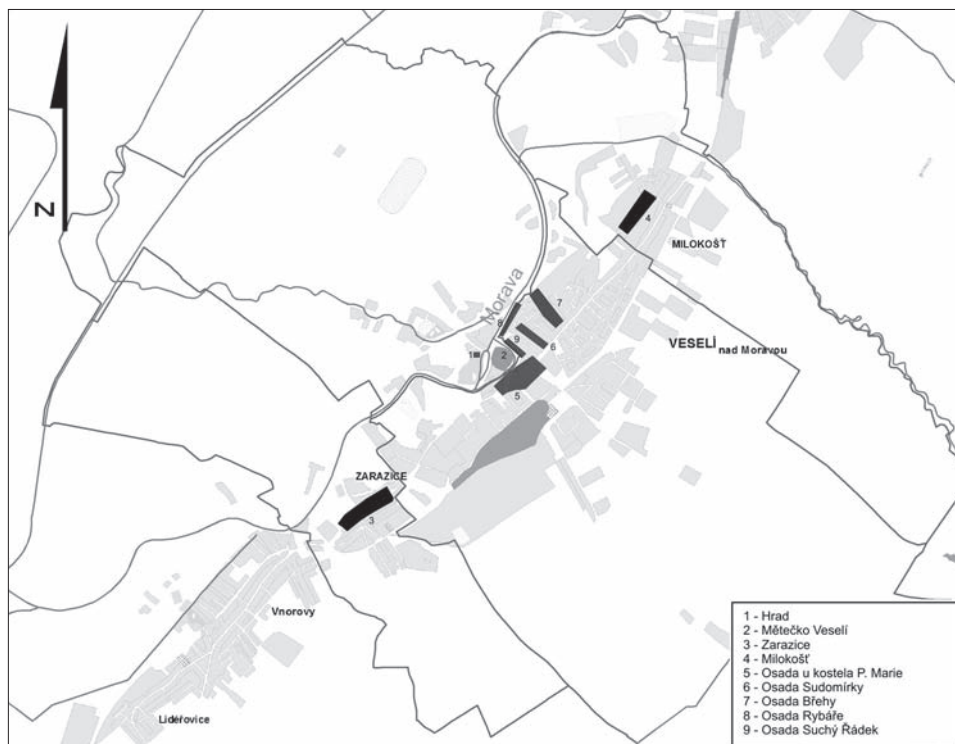 Z
MILOKOŠŤ
4
7
Morava
8
9
6
1
2
VESELÍ nad Moravou
5
ZARAZICE
3
Vnorovy
Lidéřovice
1 - Hrad
2 - Mětečko Veselí
3 - Zarazice
4 - Milokošť
5 - Osada u kostela P. Marie
6 - Osada Sudomírky
7 - Osada Břehy
8 - Osada Rybáře
9 - Osada Suchý Řádek